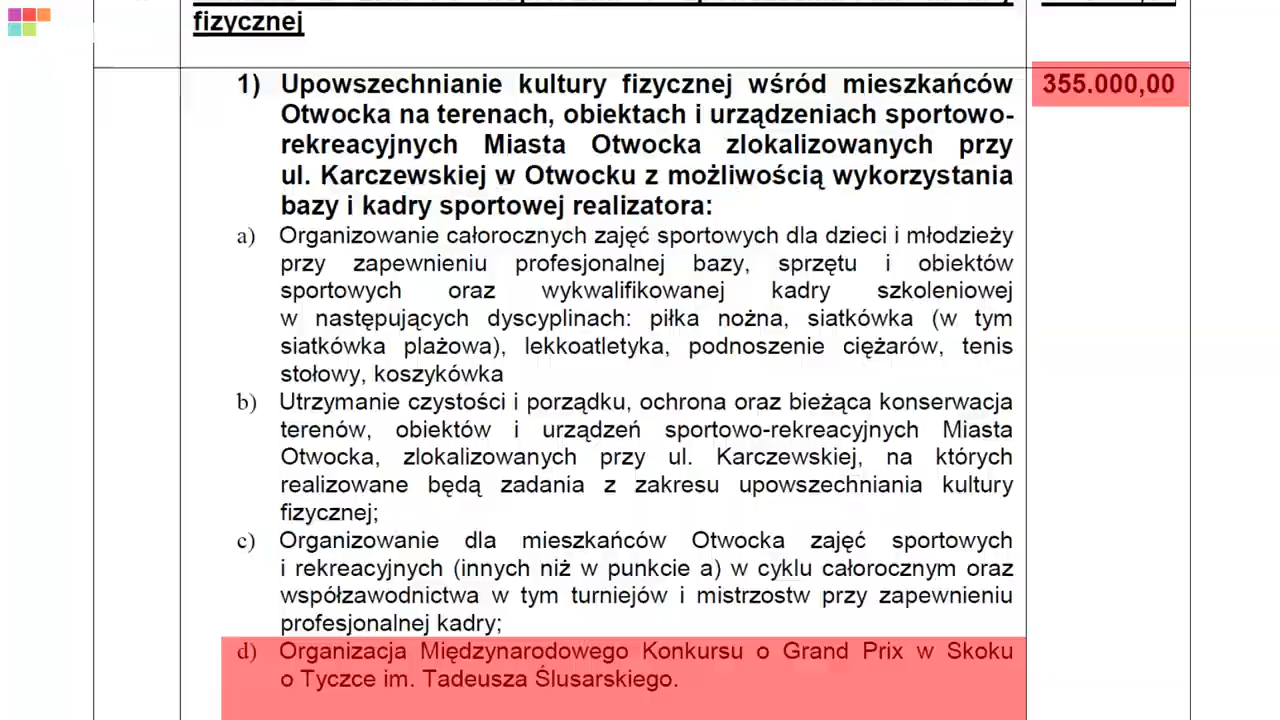 fizycznej
1) Upowszechnianie kultury fizycznej wśród mieszkańców 355.000,00
Otwocka na terenach, obiektach i urządzeniach sportowo-
rekreacyjnych Miasta Otwocka zlokalizowanych przy
ul. Karczewskiej w Otwocku z możliwością wykorzystania
bazy i kadry sportowej realizatora:
a) Organizowanie całorocznych zajęć sportowych dla dzieci i młodzieży
przy zapewnieniu profesjonalnej bazy, sprzętu i obiektów
sportowych oraz wykwalifikowanej kadry szkoleniowej
w następujących dyscyplinach: piłka nożna, siatkówka (w tym
siatkówka plażowa), lekkoatletyka, podnoszenie ciężarów, tenis
stołowy, koszykówka
b) Utrzymanie czystości i porządku, ochrona oraz bieżąca konserwacja
terenów, obiektów i urządzeń sportowo-rekreacyjnych Miasta
Otwocka, zlokalizowanych przy ul. Karczewskiej, na których
realizowane będą zadania z zakresu upowszechniania kultury
fizycznej;
c) Organizowanie dla mieszkańców Otwocka zajęć sportowych
i rekreacyjnych (innych niż w punkcie a) w cyklu całorocznym oraz
współzawodnictwa w tym turniejów i mistrzostw przy zapewnieniu
profesjonalnej kadry;
d) Organizacja Międzynarodowego Konkursu o Grand Prix w Skoku
o Tyczce im. Tadeusza Ślusarskiego.